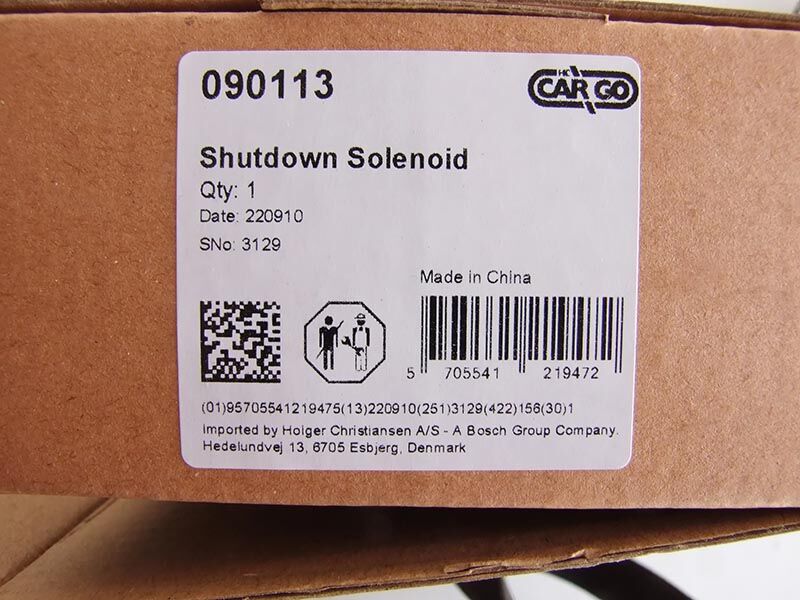 090113
HC
CARGO
Shutdown Solenoid
Qty: 1
Date: 220910
SNo: 3129
Made in China
5 705541 219472
(01)95705541219475(13)220910(251)3129(422)156(30)1
Imported by Holger Christiansen A/S - A Bosch Group Company.
Hedelundvej 13, 6705 Esbjerg, Denmark